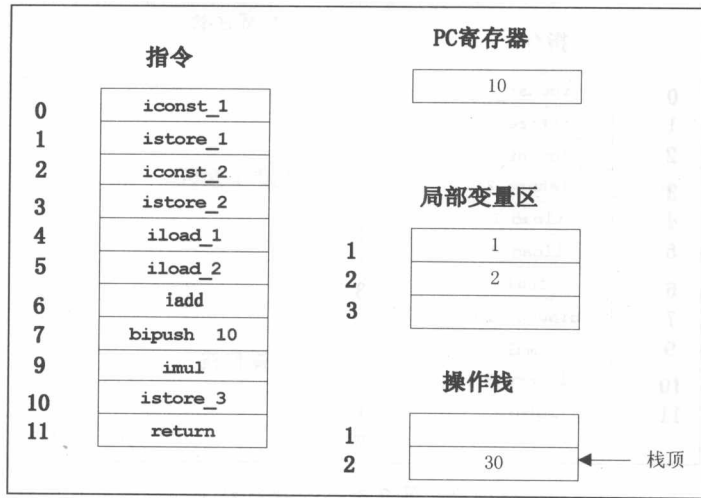 指令
0 iconst_1
1 istore_1
2 iconst_2
3 istore_2
4 iload_1
5 iload_2
6 iadd
7 bipush 10
9 imul
10 istore_3
11 return
PC寄存器
10
局部变量区
1 1
2 2
3
操作栈
1
2 30 栈顶